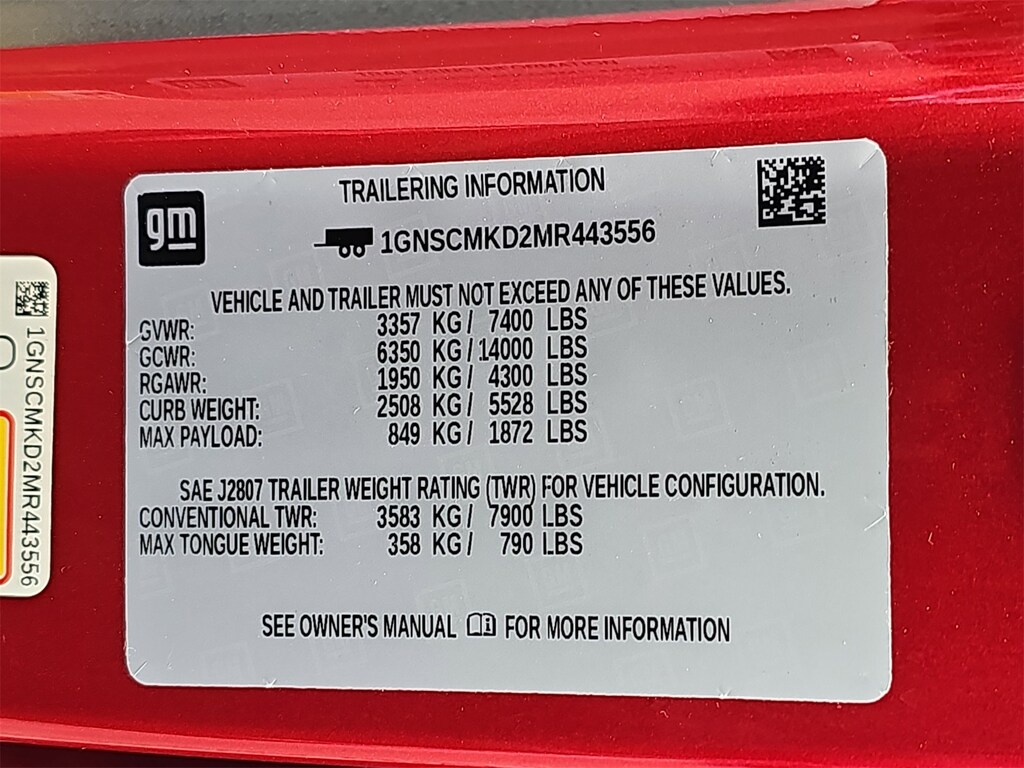 gm
TRAILERING INFORMATION
1GNSCMKD2MR443556
VEHICLE AND TRAILER MUST NOT EXCEED ANY OF THESE VALUES.
GVWR: 3357 KG / 7400 LBS
GCWR: 6350 KG / 14000 LBS
RGAWR: 1950 KG / 4300 LBS
CURB WEIGHT: 2508 KG / 5528 LBS
MAX PAYLOAD: 849 KG / 1872 LBS
SAE J2807 TRAILER WEIGHT RATING (TWR) FOR VEHICLE CONFIGURATION.
CONVENTIONAL TWR: 3583 KG / 7900 LBS
MAX TONGUE WEIGHT: 358 KG / 790 LBS
SEE OWNER'S MANUAL FOR MORE INFORMATION
1GNSCMKD2MR443556